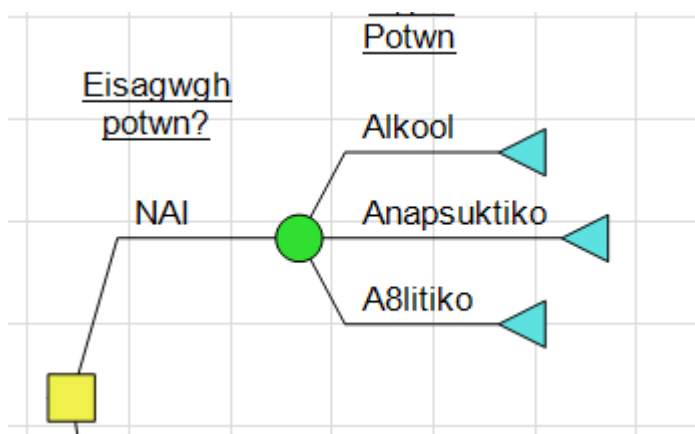 Potwn
Eisagwgh
potwn?
Alkool
NAI
Anapsuktiko
A8litiko